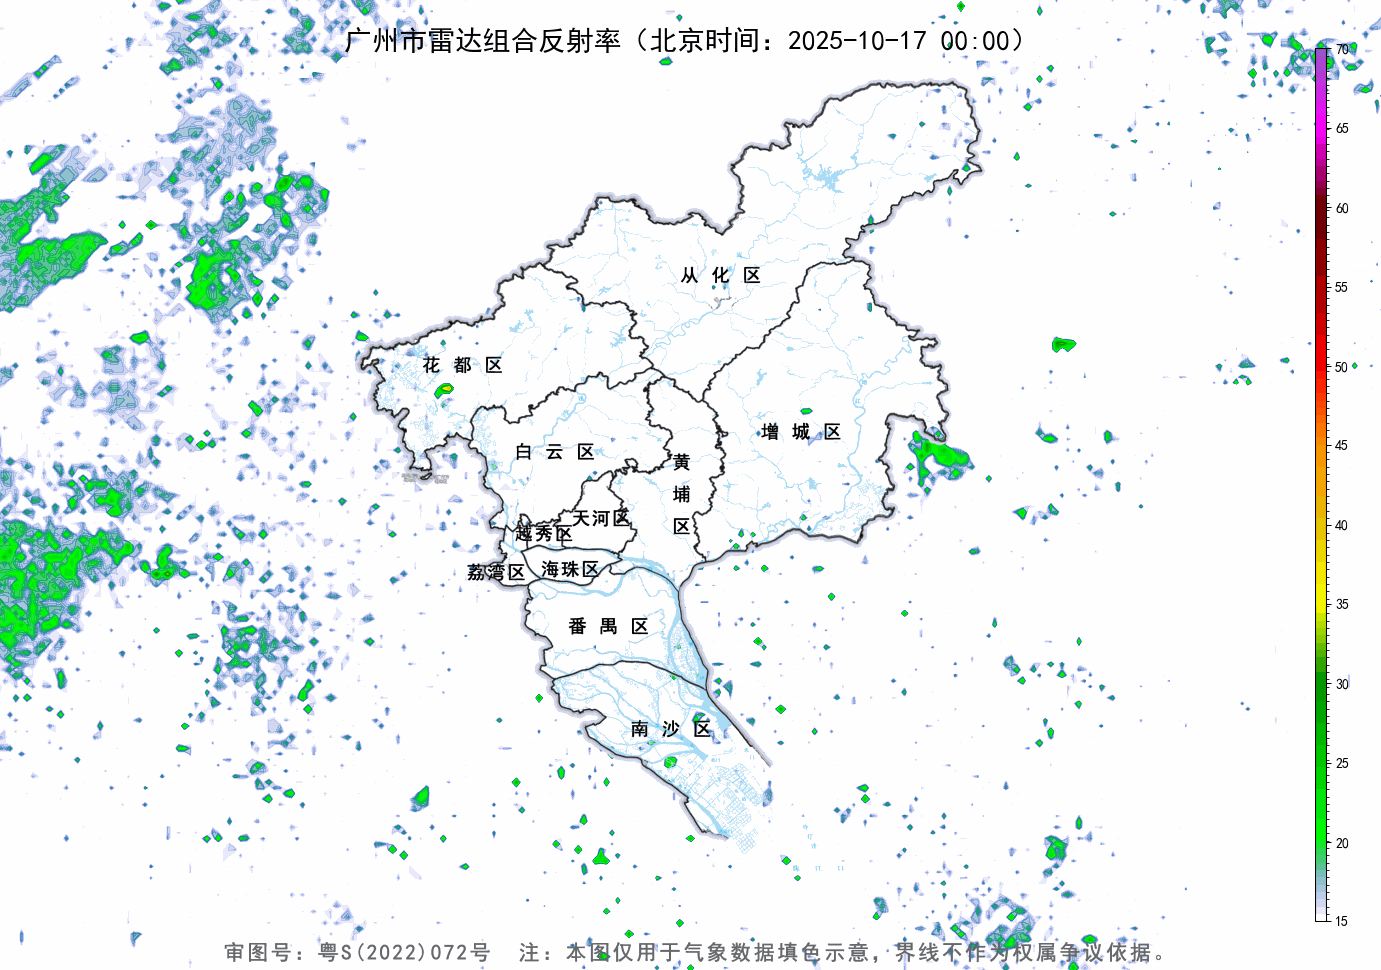 广州市雷达组合反射率（北京时间：2025-10-17 00:00）
70
65
60
55
50
45
40
35
30
25
20
15
从化区
花都区
增城区
白云区
黄埔区
天河区
越秀区
荔湾区
海珠区
番禺区
南沙区
审图号：粤S(2022)072号 注：本图仅用于气象数据填色示意，界线不作为权属争议依据。